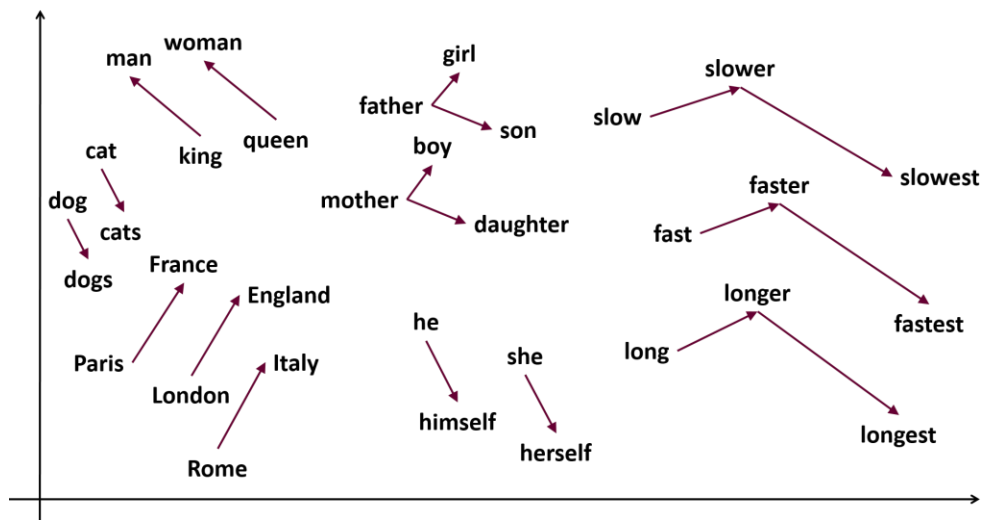 man
woman
king
queen
cat
cats
dog
dogs
France
Paris
England
London
Italy
Rome
girl
father
son
boy
mother
daughter
he
himself
she
herself
slow
slower
slowest
fast
faster
fastest
long
longer
longest